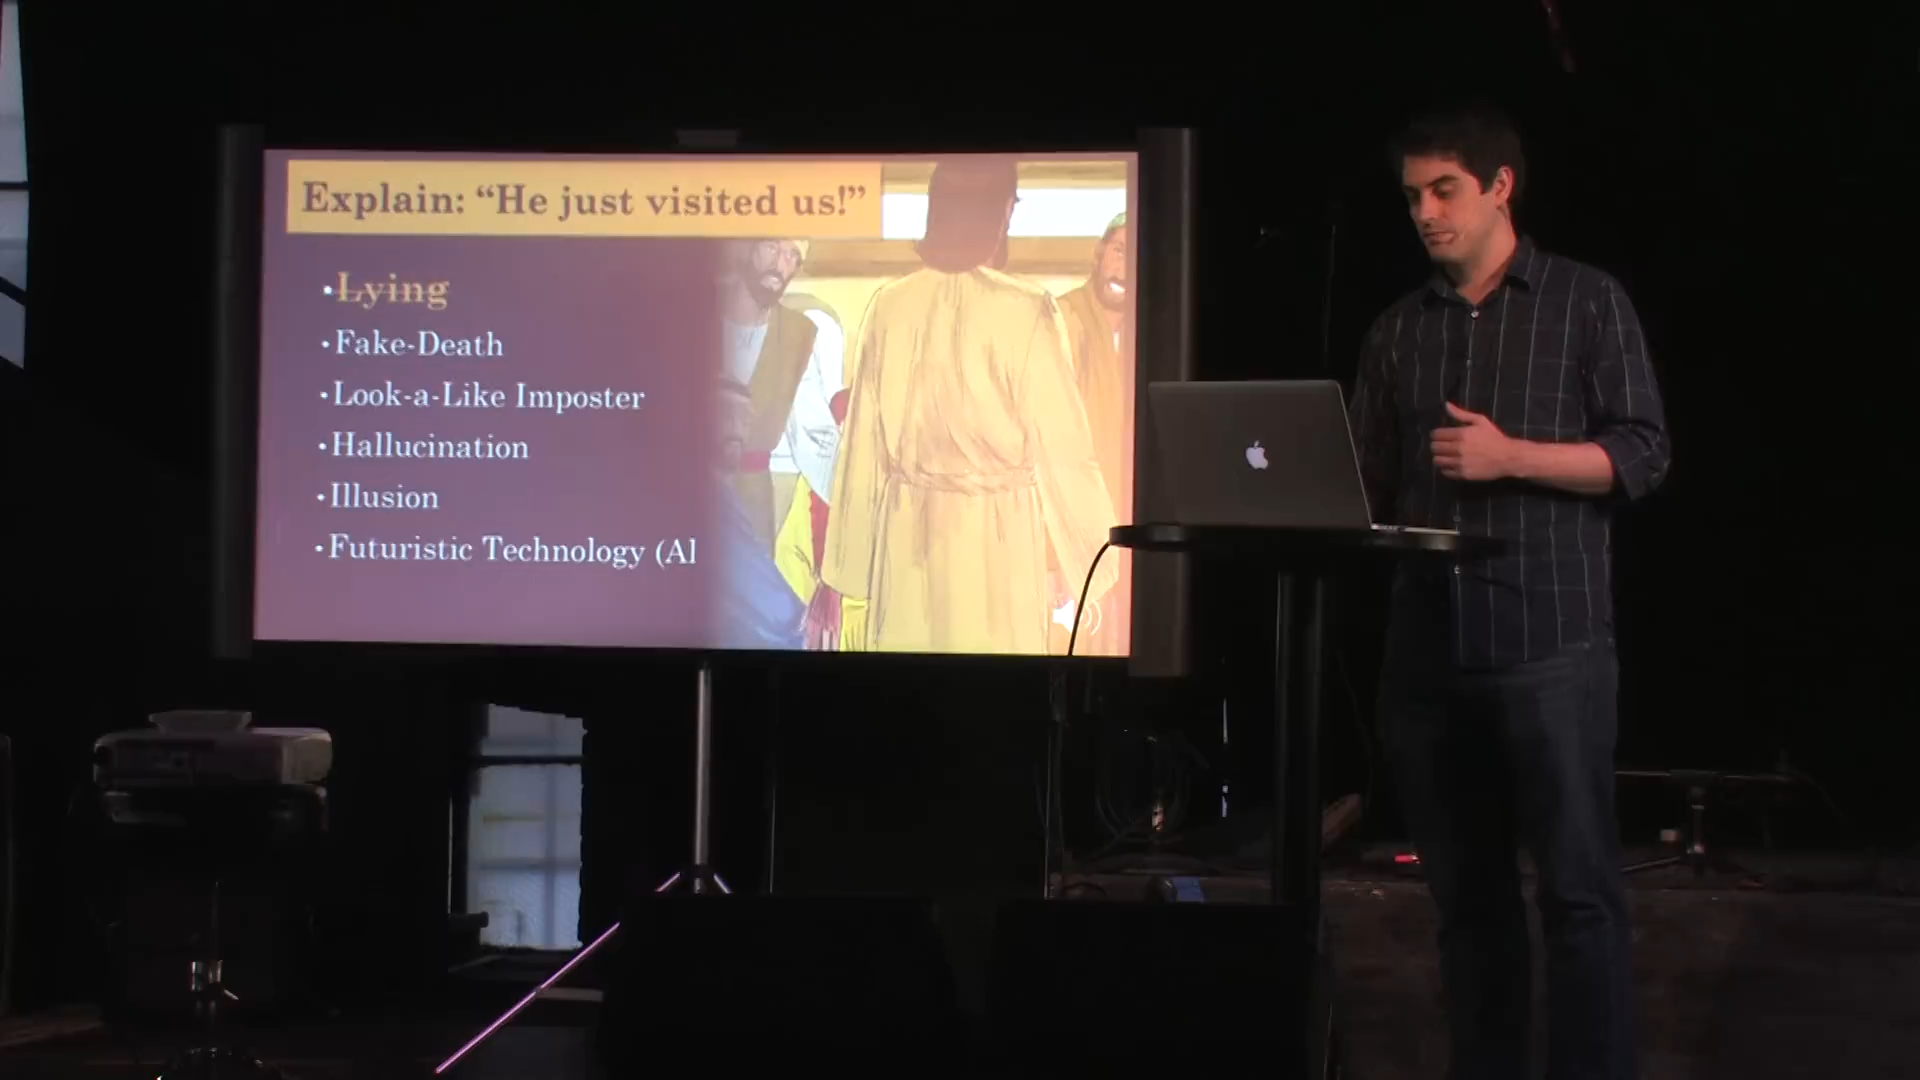 Explain: “He just visited us!”
•Lying
•Fake-Death
•Look-a-Like Imposter
•Hallucination
•Illusion
•Futuristic Technology (Al